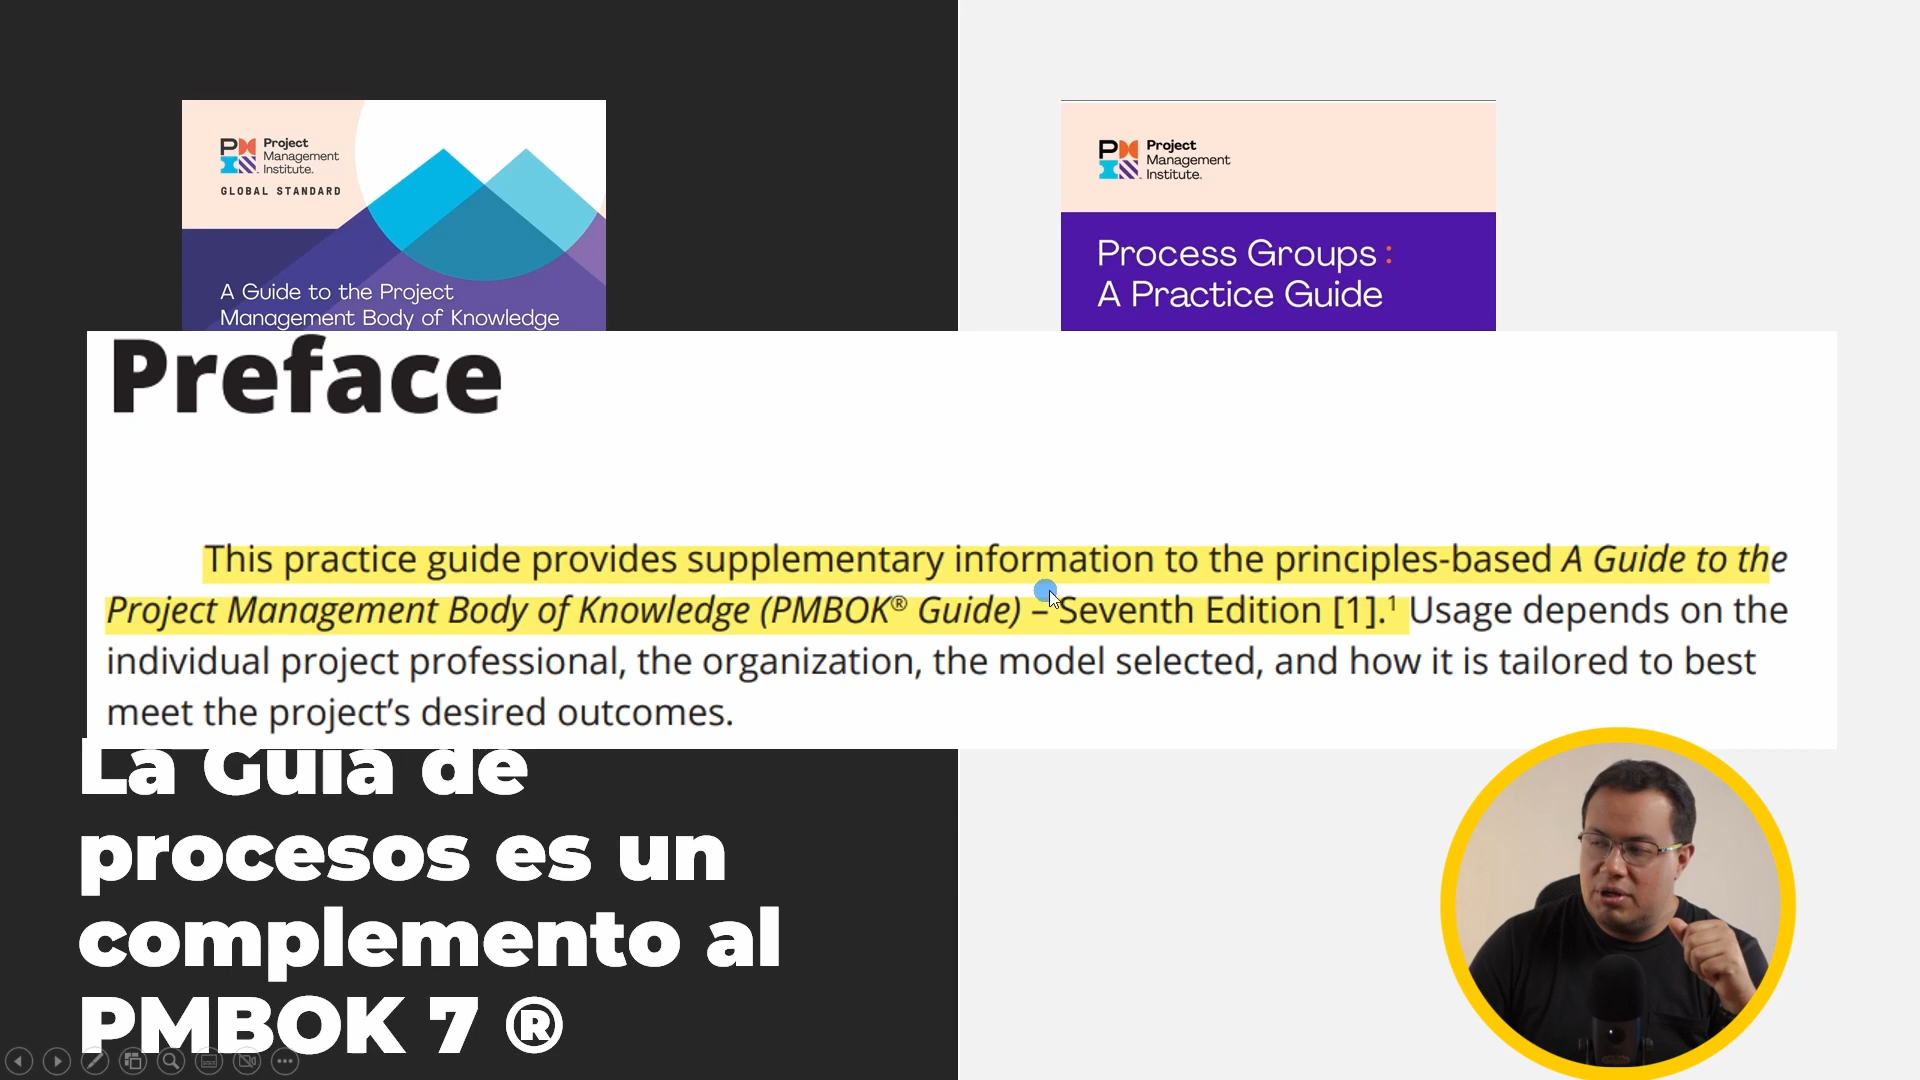 Project
Management
Institute.
GLOBAL STANDARD
A Guide to the Project
Management Body of Knowledge
Project
Management
Institute.
Process Groups:
A Practice Guide
Preface
This practice guide provides supplementary information to the principles-based A Guide to the
Project Management Body of Knowledge (PMBOK® Guide) – Seventh Edition [1].¹ Usage depends on the
individual project professional, the organization, the model selected, and how it is tailored to best
meet the project’s desired outcomes.
La Guía de
procesos es un
complemento al
PMBOK 7 ®